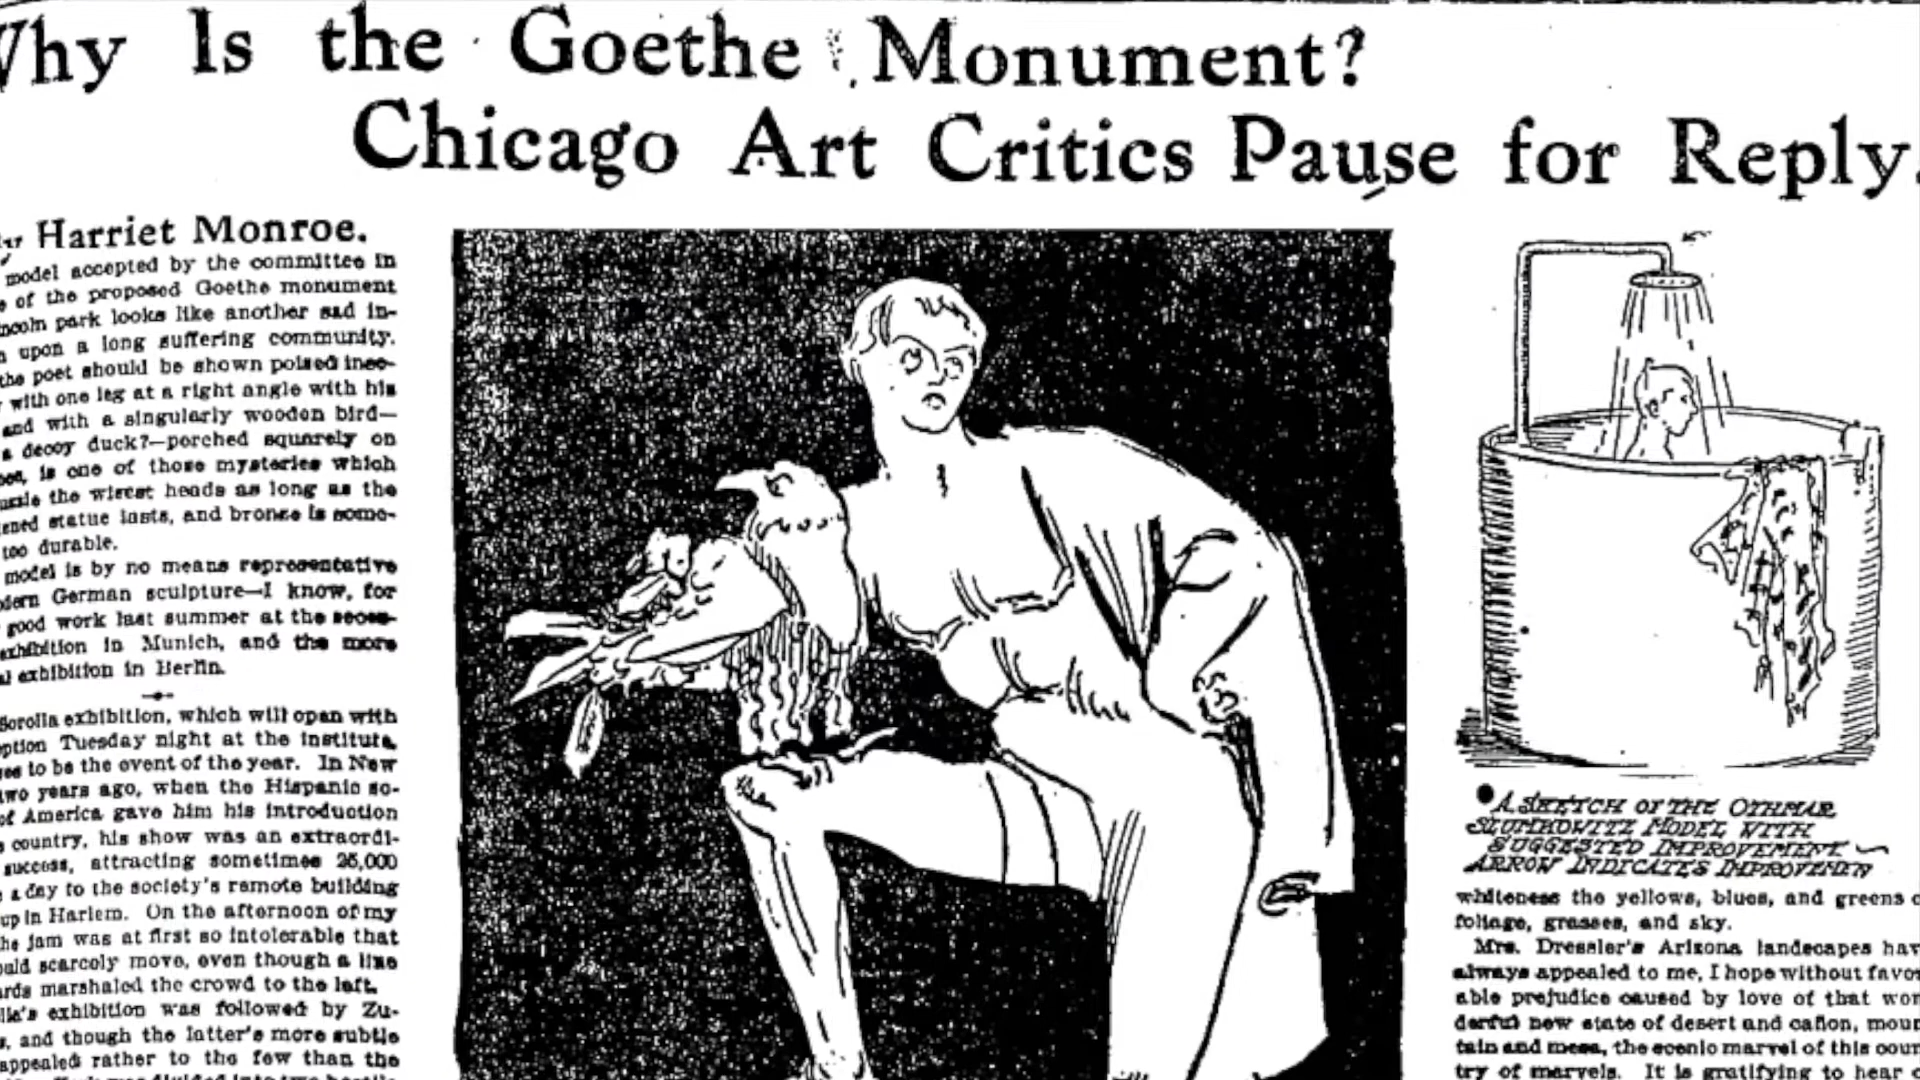 Why Is the Goethe Monument?
Chicago Art Critics Pause for Reply.
Harriet Monroe.
model accepted by the committee in
of the proposed Goethe monument
park looks like another sad in-
upon a long suffering community.
the poet should be shown poised
with one leg at a right angle with his
and with a singularly wooden bird—
a decoy duck?—perched squarely on
is one of those mysteries which
the wisest heads as long as the
statue lasts, and bronze is some-
too durable.
model is by no means representative
German sculpture—I know, for
good work last summer at the
exhibition in Munich, and the more
exhibition in Berlin.
Sorolla exhibition, which will open with
Tuesday night at the institute,
to be the event of the year. In New
two years ago, when the Hispanic so-
of America gave him his introduction
country, his show was an extraordi-
success, attracting sometimes 25,000
a day to the society's remote building
up in Harlem. On the afternoon of my
the jam was at first so intolerable that
could scarcely move, even though a line
marshaled the crowd to the left.
exhibition was followed by Zu-
and though the latter's more subtle
appealed rather to the few than the
A SKETCH OF THE OTHMAR
MODEL WITH
SUGGESTED IMPROVEMENT
ARROW INDICATES IMPROVEMEN
whiteness the yellows, blues, and greens
foliage, grasses, and sky.
Mrs. Dressler's Arizona landscapes hav
always appealed to me, I hope without favor
able prejudice caused by love of that won
derful new state of desert and cañon, moun
tain and mesa, the scenic marvel of this coun
try of marvels. It is gratifying to hear